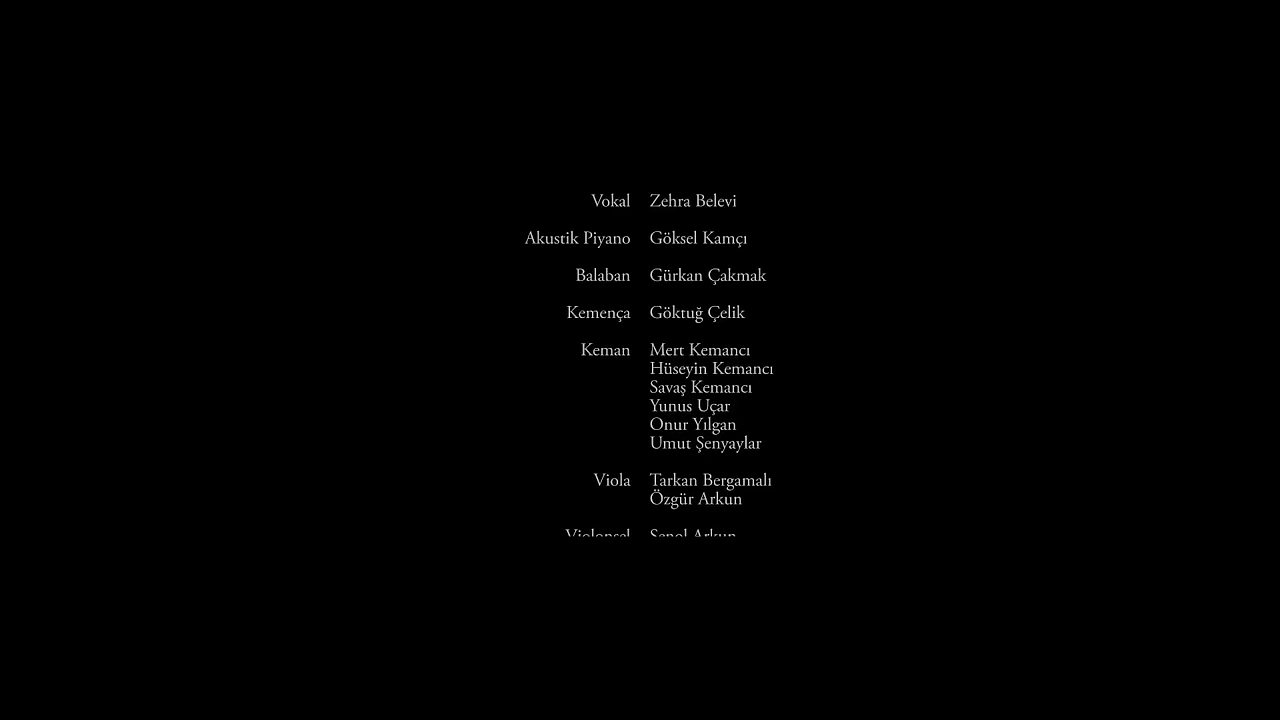 Vokal Zehra Belevi
Akustik Piyano Göksel Kamçı
Balaban Gürkan Çakmak
Kemença Göktuğ Çelik
Keman Mert Kemancı
Hüseyin Kemancı
Savaş Kemancı
Yunus Uçar
Onur Yılgan
Umut Şenyaylar
Viola Tarkan Bergamalı
Özgür Arkun
Violonsel